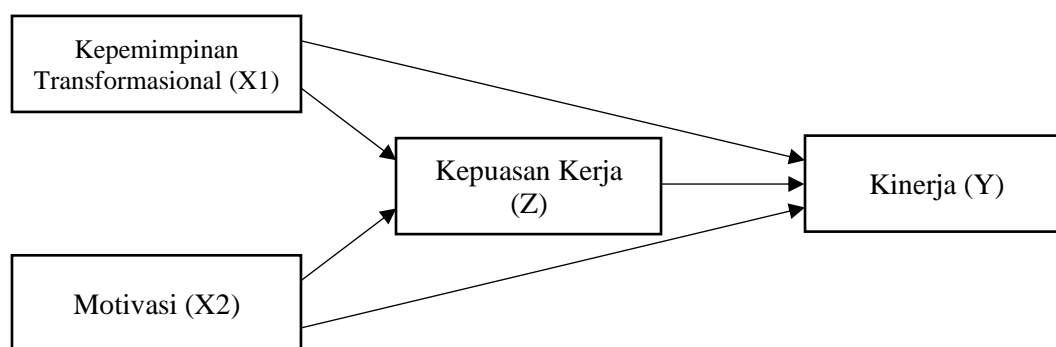 Kepemimpinan
Transformasional (X1)
Kepuasan Kerja
(Z)
Kinerja (Y)
Motivasi (X2)